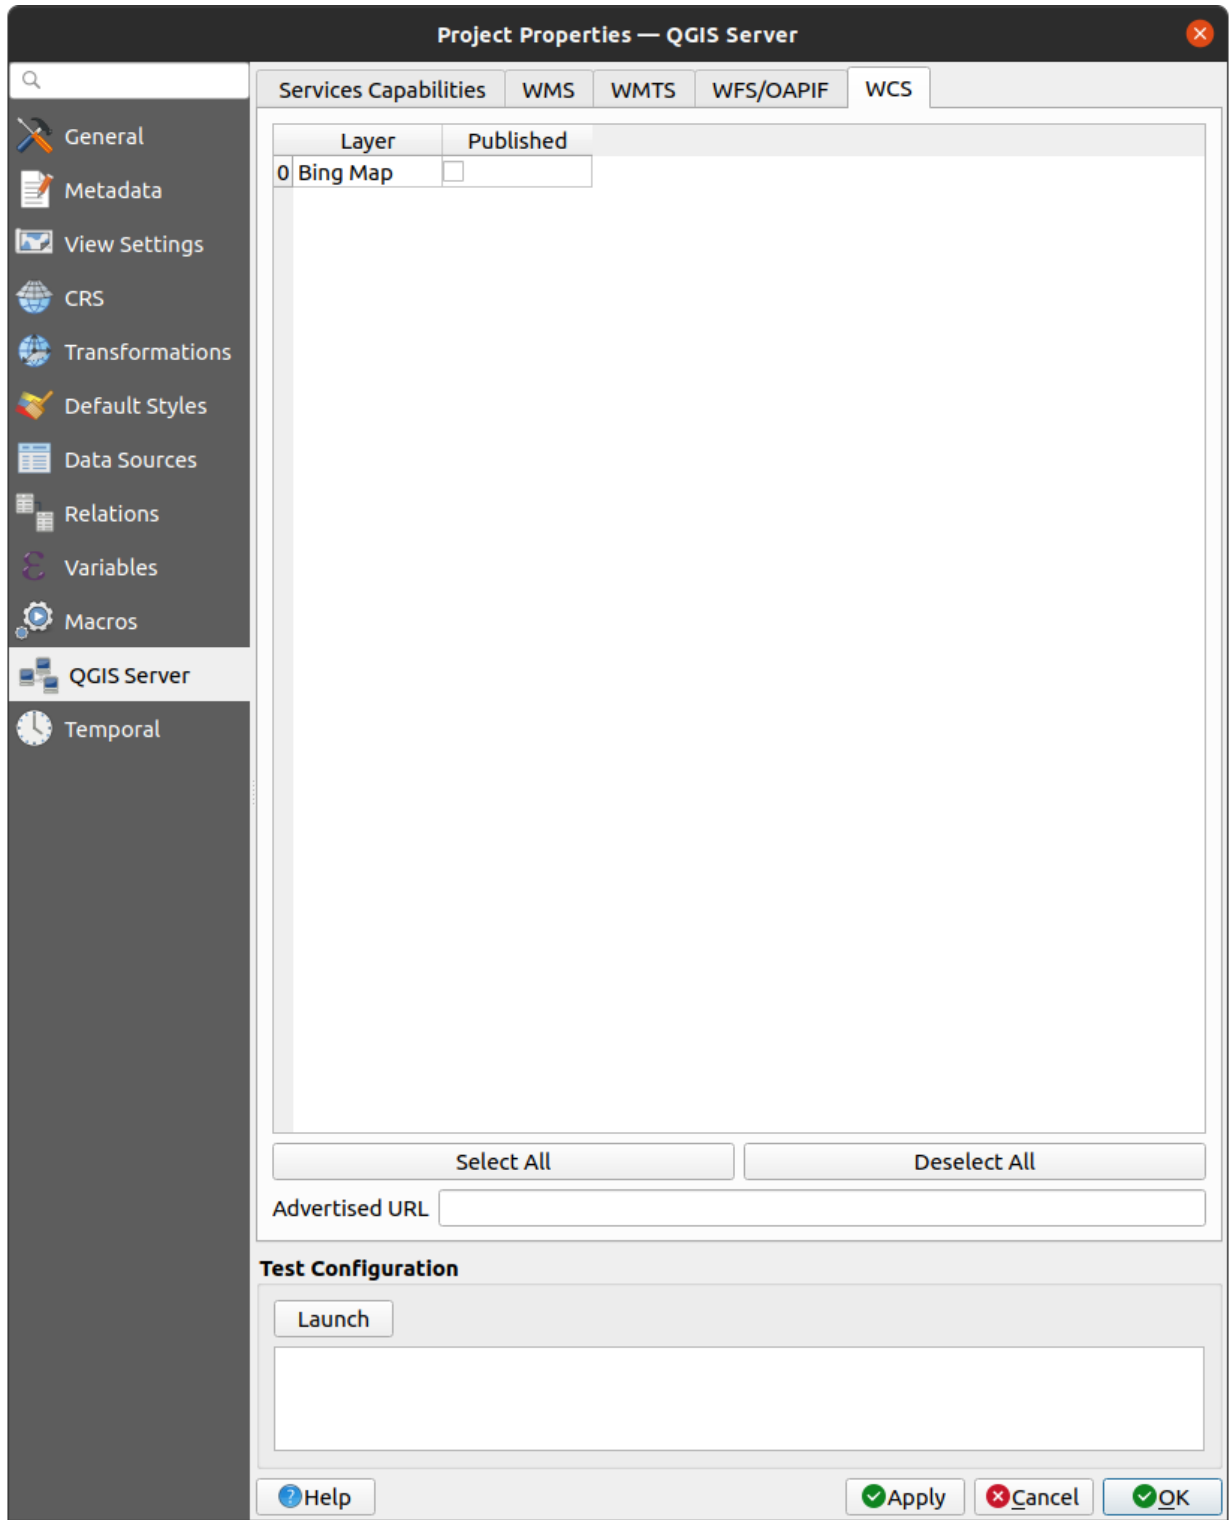 Project Properties — QGIS Server
General
Metadata
View Settings
CRS
Transformations
Default Styles
Data Sources
Relations
Variables
Macros
QGIS Server
Temporal
Services Capabilities WMS WMTS WFS/OAPIF WCS
Layer Published
0 Bing Map
Select All Deselect All
Advertised URL
Test Configuration
Launch
Help Apply Cancel OK